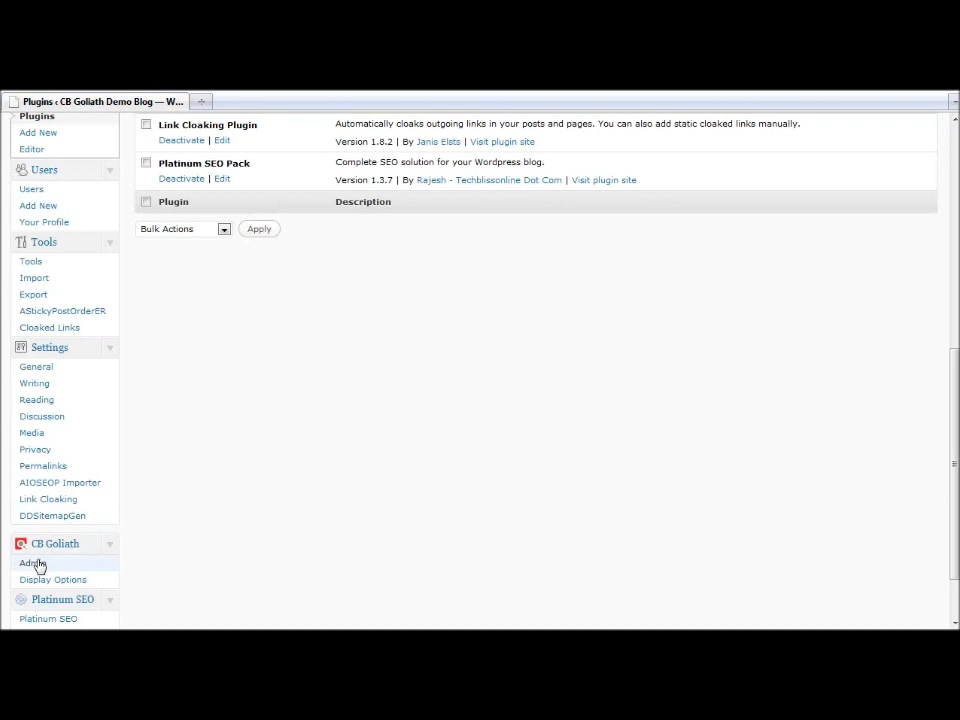 Plugins ‹ CB Goliath Demo Blog — W...
Plugins
Add New
Editor
Users
Users
Add New
Your Profile
Tools
Tools
Import
Export
AStickyPostOrderER
Cloaked Links
Settings
General
Writing
Reading
Discussion
Media
Privacy
Permalinks
AIOSEOP Importer
Link Cloaking
DDSitemapGen
CB Goliath
Admin
Display Options
Platinum SEO
Platinum SEO
Link Cloaking Plugin
Deactivate | Edit
Automatically cloaks outgoing links in your posts and pages. You can also add static cloaked links manually.
Version 1.8.2 | By Janis Elsts | Visit plugin site
Platinum SEO Pack
Deactivate | Edit
Complete SEO solution for your Wordpress blog.
Version 1.3.7 | By Rajesh - Techblissonline Dot Com | Visit plugin site
Plugin Description
Bulk Actions Apply